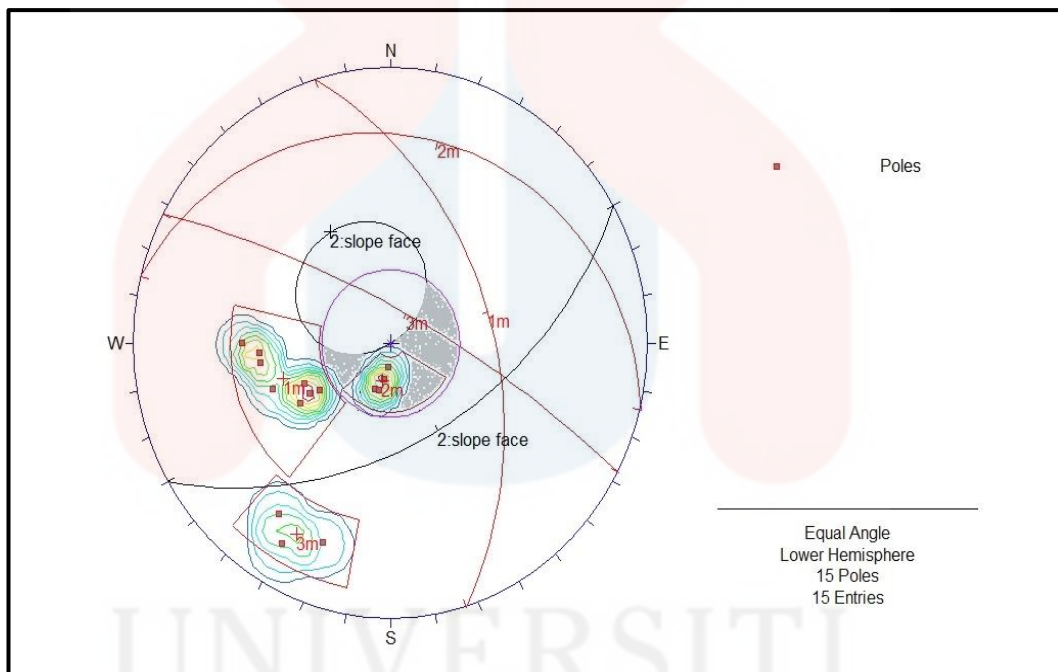 N
2m
Poles
2:slope face
3m
1m
W
E
1m
2m
2:slope face
3m
Equal Angle
Lower Hemisphere
15 Poles
15 Entries
S
UNIVERSITI